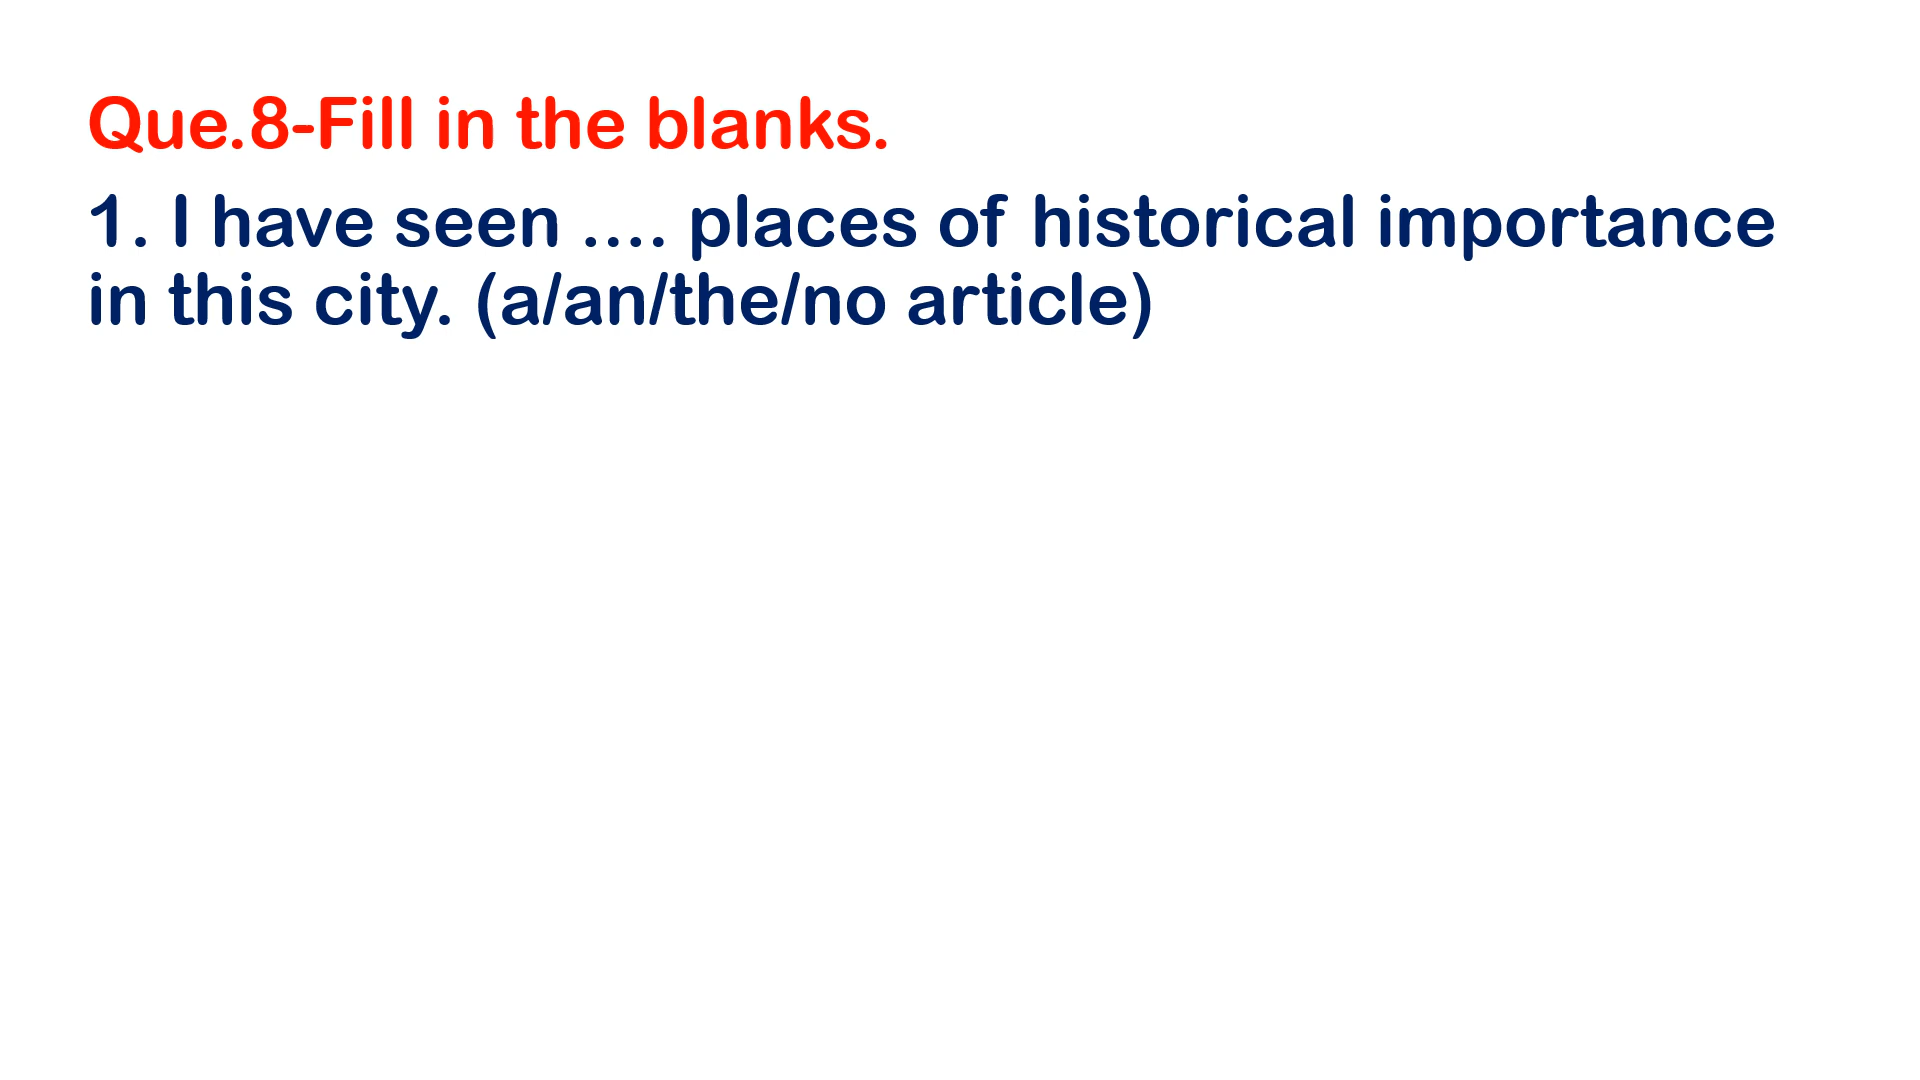 Que.8-Fill in the blanks.
1. I have seen .... places of historical importance
in this city. (a/an/the/no article)